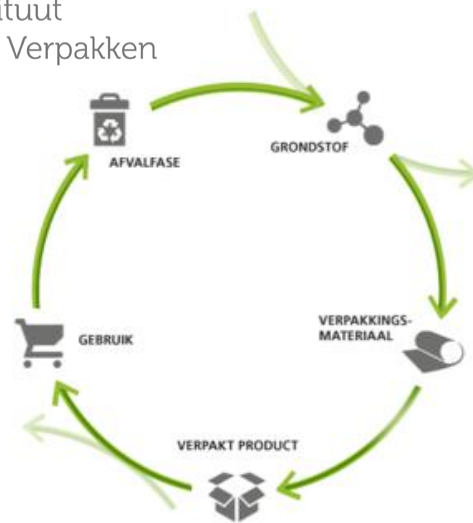 Verpakken
AFVALFASE
GRONDSTOF
VERPAKKINGS-
MATERIAAL
GEBRUIK
VERPAKT PRODUCT